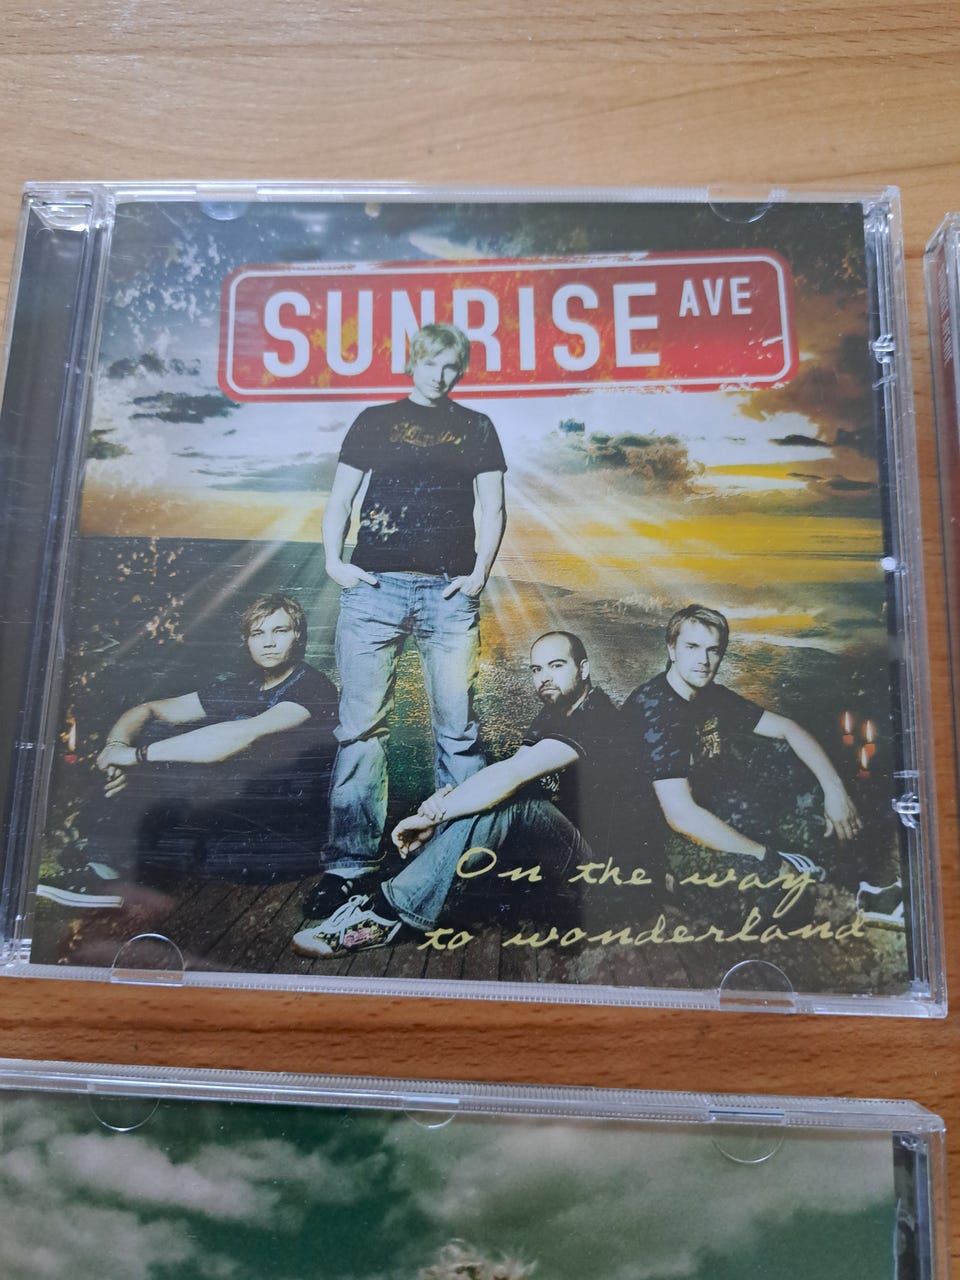 SUNRISE AVE
On the way
to wonderland